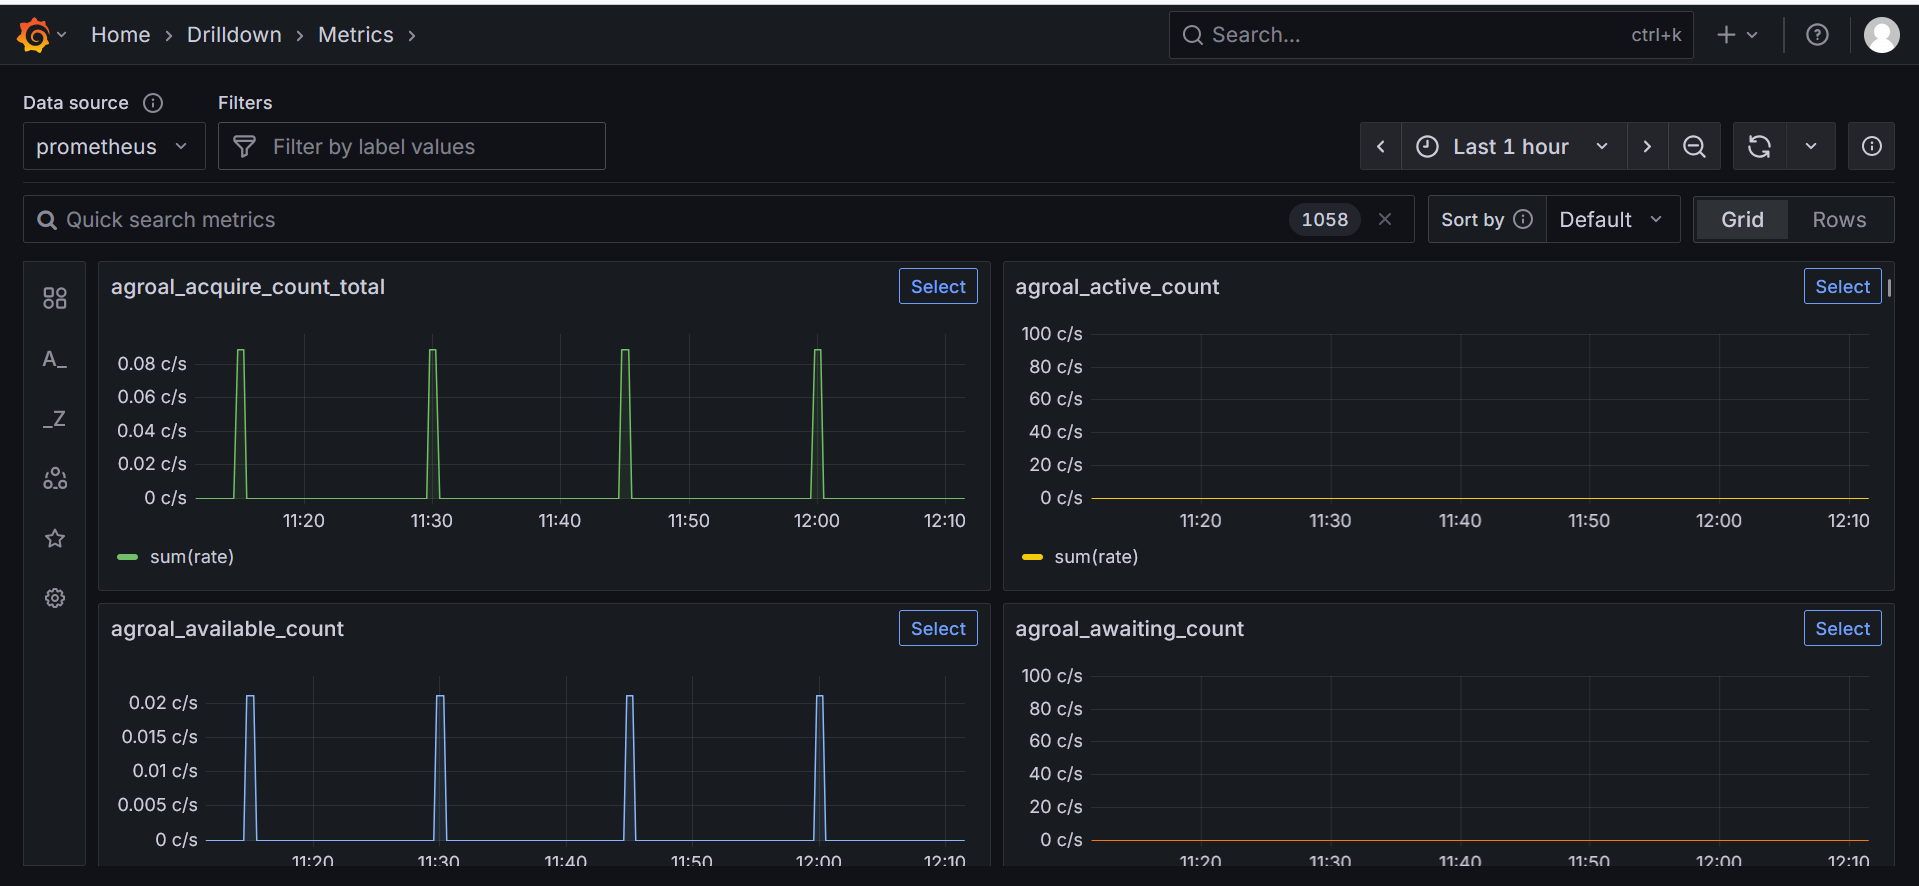 Home › Drilldown › Metrics ›
Search...
ctrl+k
Data source
Filters
prometheus
Filter by label values
Last 1 hour
Quick search metrics
1058
Sort by
Default
Grid
Rows
A_
_Z
agroal_acquire_count_total
Select
0.08 c/s
0.06 c/s
0.04 c/s
0.02 c/s
0 c/s
11:20
11:30
11:40
11:50
12:00
12:10
sum(rate)
agroal_active_count
Select
100 c/s
80 c/s
60 c/s
40 c/s
20 c/s
0 c/s
11:20
11:30
11:40
11:50
12:00
12:10
sum(rate)
agroal_available_count
Select
0.02 c/s
0.015 c/s
0.01 c/s
0.005 c/s
0 c/s
11:20
11:30
11:40
11:50
12:00
12:10
agroal_awaiting_count
Select
100 c/s
80 c/s
60 c/s
40 c/s
20 c/s
0 c/s
11:20
11:30
11:40
11:50
12:00
12:10